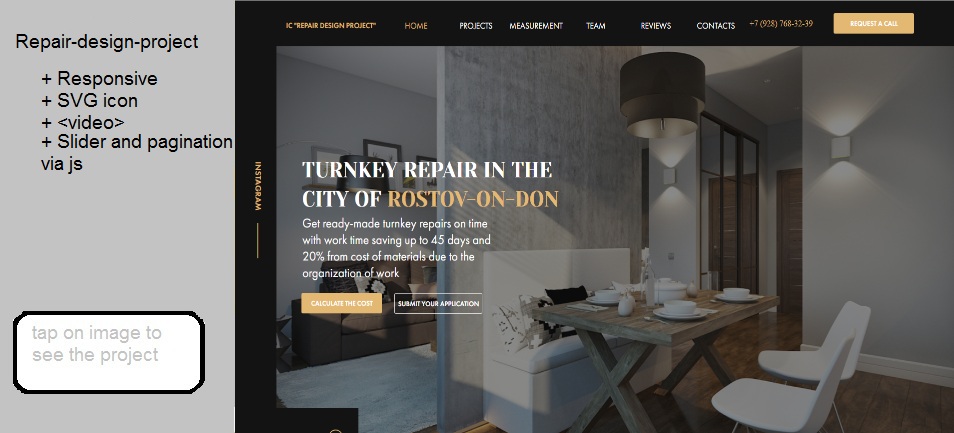 Repair-design-project
+ Responsive
+ SVG icon
+ <video>
+ Slider and pagination
via js
tap on image to
see the project
IC "REPAIR DESIGN PROJECT"
HOME
PROJECTS
MEASUREMENT
TEAM
REVIEWS
CONTACTS
+7 (928) 768-32-39
REQUEST A CALL
INSTAGRAM
TURNKEY REPAIR IN THE
CITY OF ROSTOV-ON-DON
Get ready-made turnkey repairs on time
with work time saving up to 45 days and
20% from cost of materials due to the
organization of work
CALCULATE THE COST
SUBMIT YOUR APPLICATION